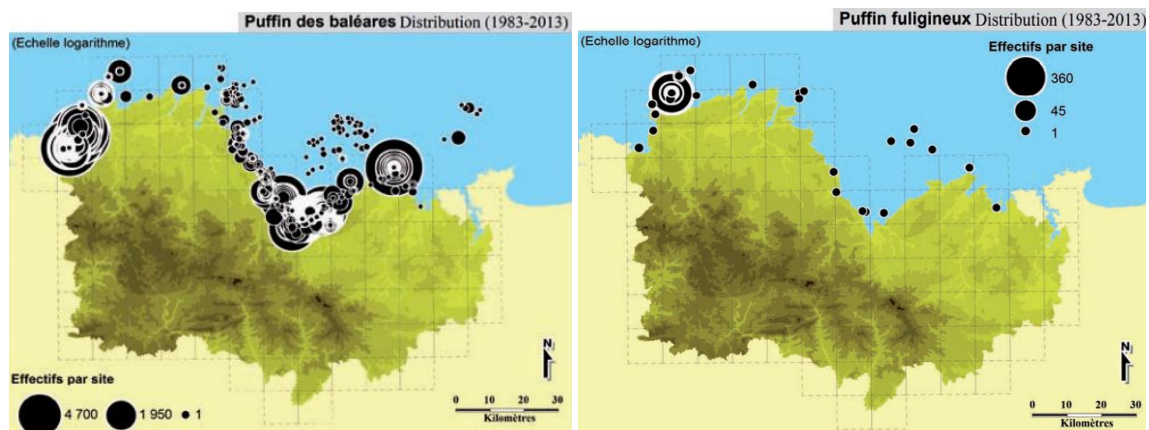 Puffin des baléares Distribution (1983-2013)
(Echelle logarithme)
N
Effectifs par site
4 700 1 950 1
0 10 20 30
Kilomètres
Puffin fuligineux Distribution (1983-2013)
(Echelle logarithme)
Effectifs par site
360
45
1
N
0 10 20 30
Kilomètres